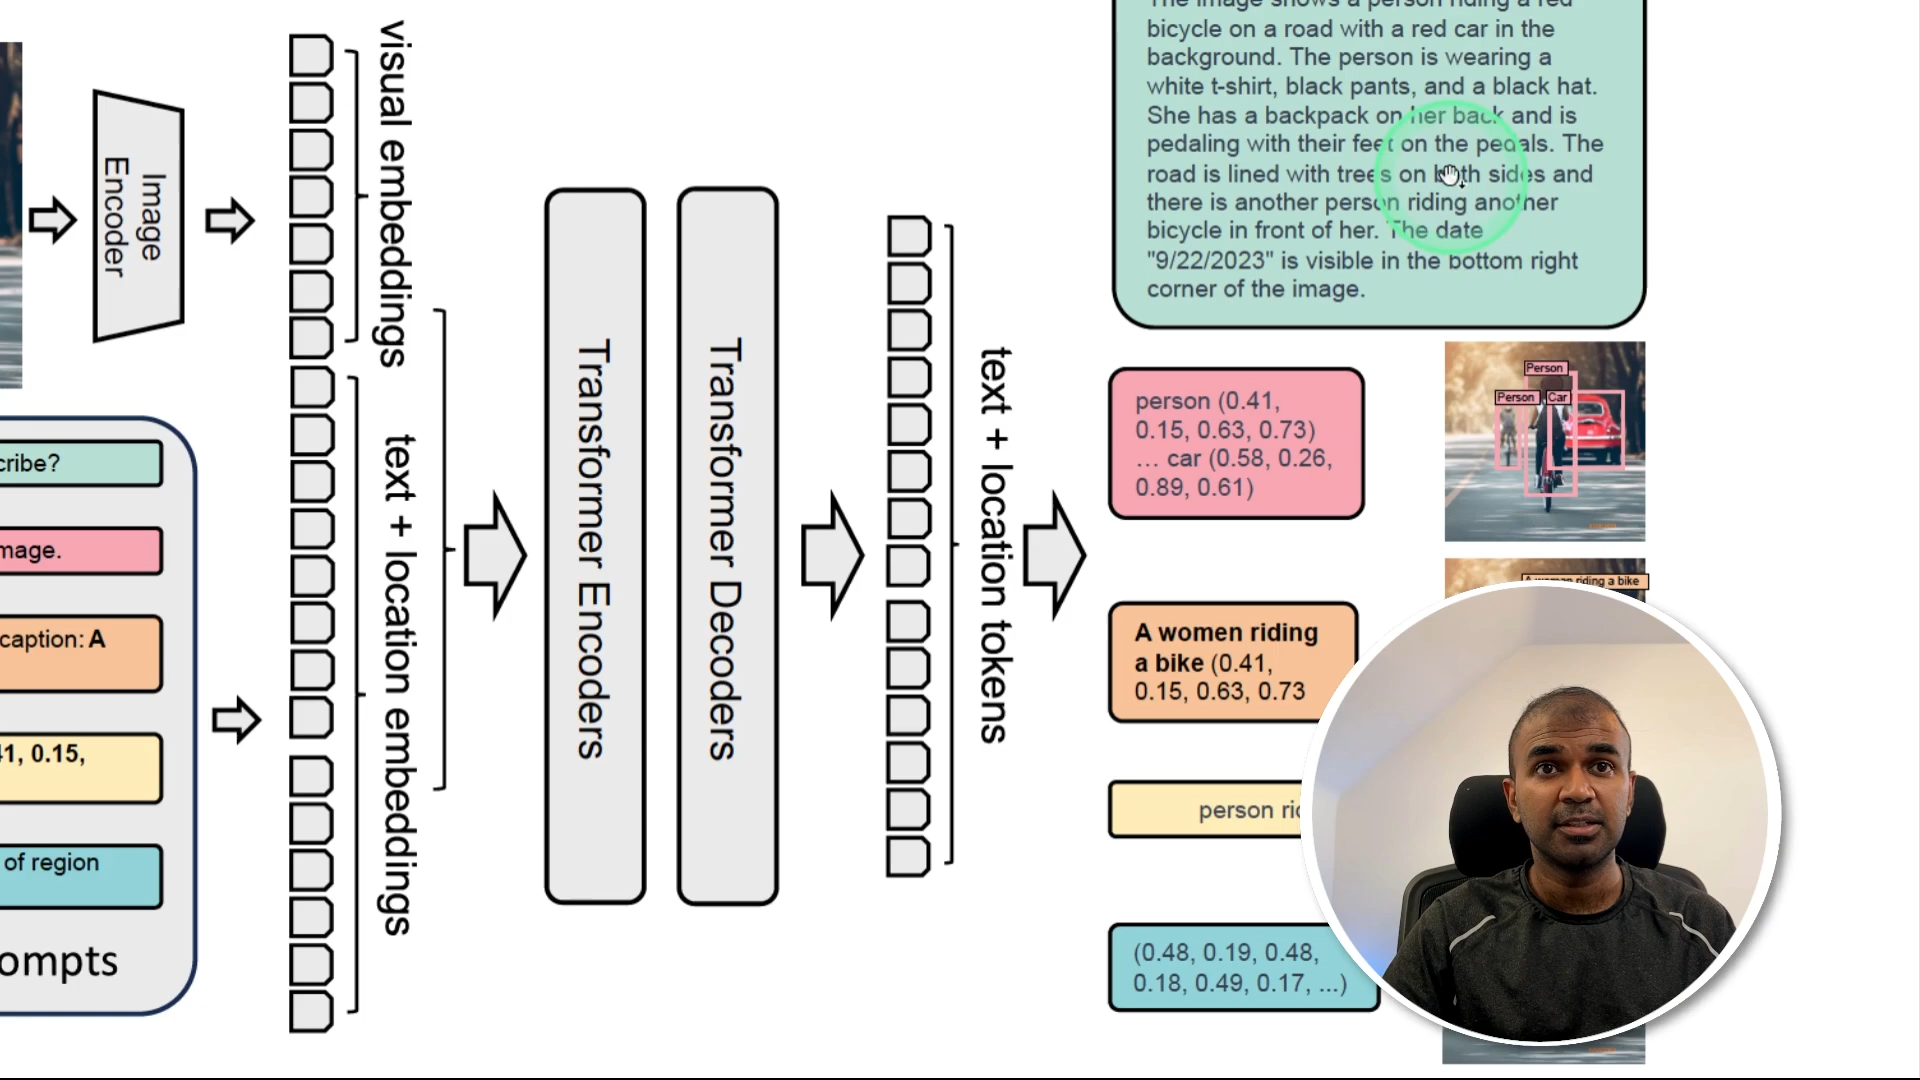 The image shows a person riding a red
bicycle on a road with a red car in the
background. The person is wearing a
white t-shirt, black pants, and a black hat.
She has a backpack on her back and is
pedaling with their feet on the pedals. The
road is lined with trees on both sides and
there is another person riding another
bicycle in front of her. The date
"9/22/2023" is visible in the bottom right
corner of the image.
visual embeddings
Image
Encoder
Transformer Encoders
Transformer Decoders
text + location embeddings
text + location tokens
cribe?
mage.
caption: A
41, 0.15,
of region
ompts
person (0.41,
0.15, 0.63, 0.73)
... car (0.58, 0.26,
0.89, 0.61)
Person
Person
Car
A women riding
a bike (0.41,
0.15, 0.63, 0.73
A woman riding a bike
person ric
(0.48, 0.19, 0.48,
0.18, 0.49, 0.17, ...)